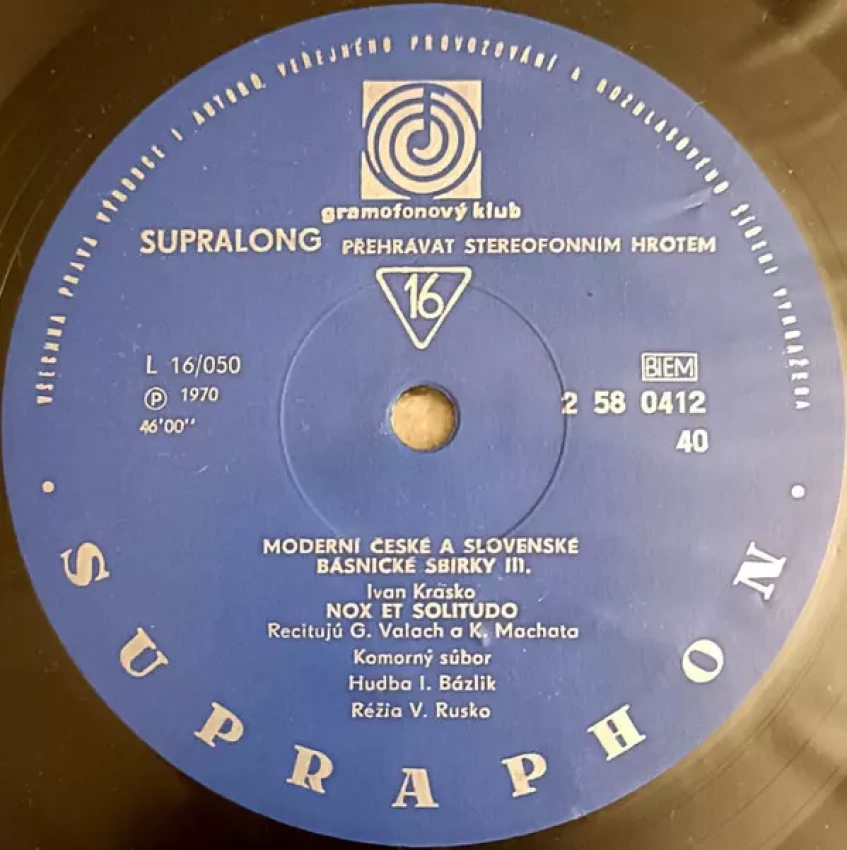 VŠECHNA PRÁVA VÝROBCE I AUTORŮ, VEŘEJNÉHO PROVOZOVÁNÍ A ROZHLASOVÉHO ŠÍŘENÍ VYHRAŽENA
gramofonový klub
SUPRALONG PŘEHRÁVAT STEREOFONNÍM HROTEM
16
L 16/050
BIEM
Ⓟ 1970
2 58 0412
46'00''
40
MODERNÍ ČESKÉ A SLOVENSKÉ
BÁSNICKÉ SBÍRKY III.
Ivan Krasko
NOX ET SOLITUDO
Recitujú G. Valach a K. Machata
Komorný súbor
Hudba I. Bázlik
Réžia V. Rusko
• SUPRAPHON •